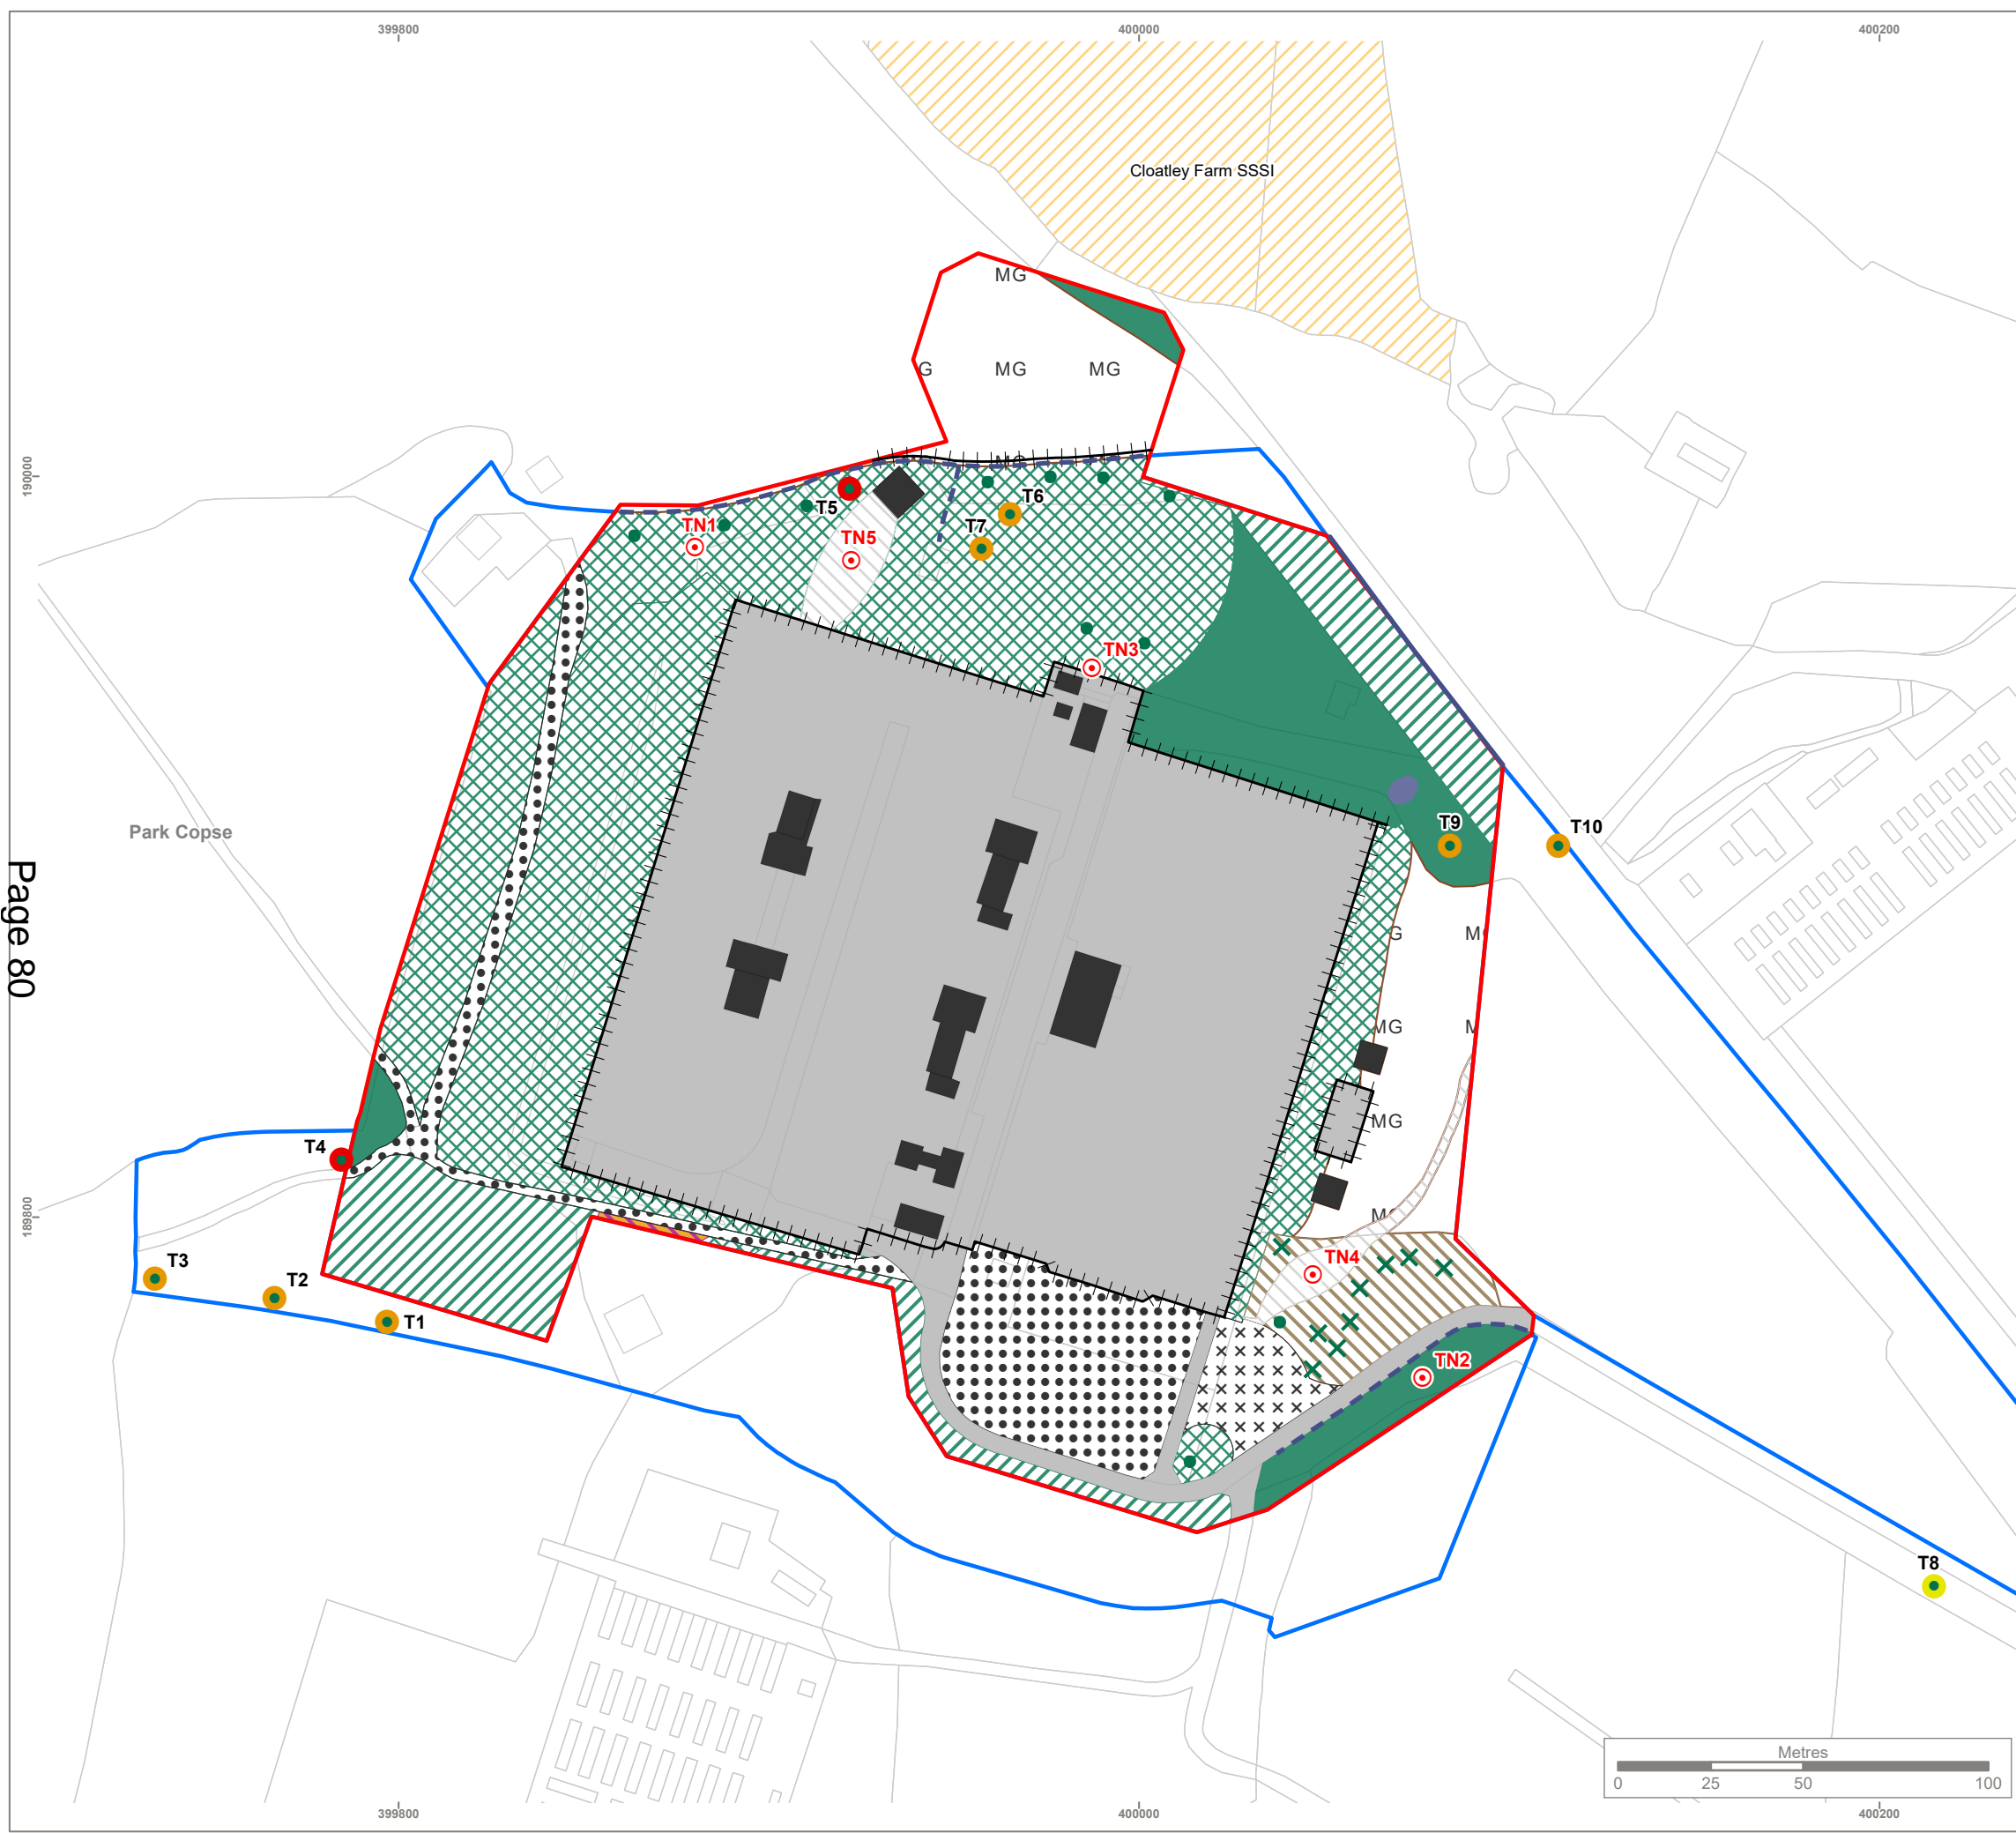 399800
400000
400200
Cloatley Farm SSSI
MG
G
MG
MG
190000
MG
T5
T6
TN1
T7
TN5
TN3
Park Copse
T9
T10
Page 80
G
M
MG
M
MG
T4
189800
M
TN4
T3
T2
T1
TN2
T8
Metres
0
25
50
100
399800
400000
400200